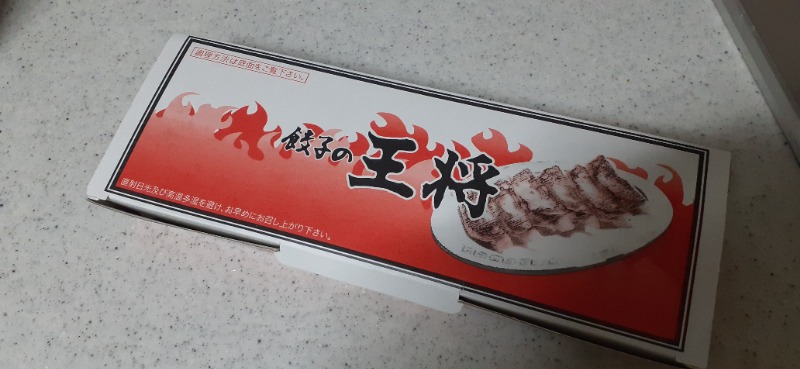 調理方法は底面をご覧下さい。
餃子の王将
直射日光及び高温多湿を避け、お早めにお召し上がり下さい。